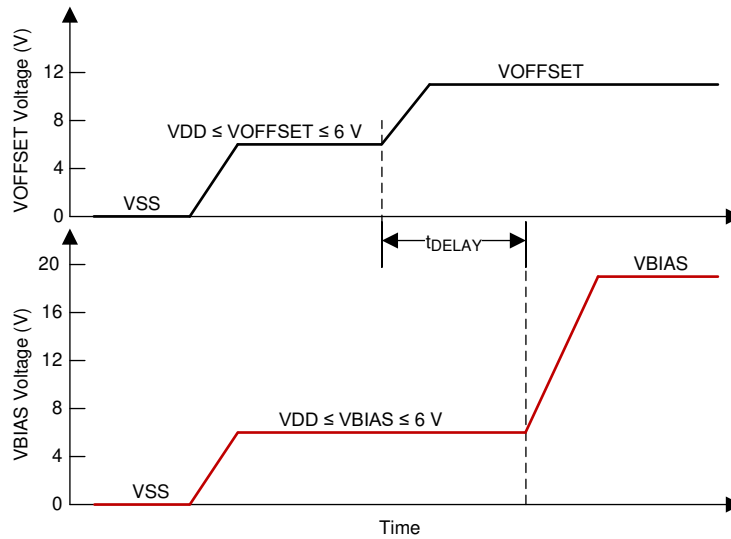 VOFFSET Voltage (V)
12
8
4
0
VSS
VDD ≤ VOFFSET ≤ 6 V
VOFFSET
tDELAY
VBIAS Voltage (V)
20
16
12
8
4
0
VSS
VDD ≤ VBIAS ≤ 6 V
VBIAS
Time